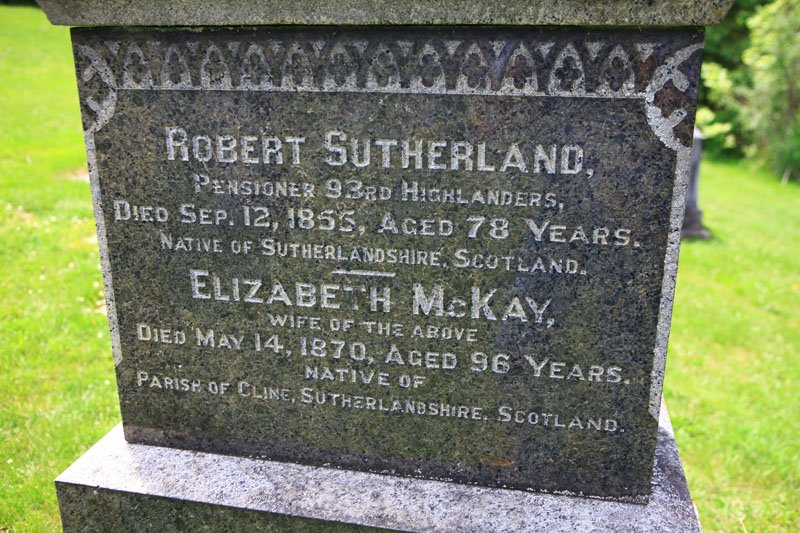 Robert Sutherland,
Pensioner 93rd Highlanders,
Died Sep. 12, 1855, Aged 78 Years.
Native of Sutherlandshire, Scotland.
Elizabeth McKay,
wife of the above
Died May 14, 1870, Aged 96 Years.
Native of
Parish of Cline, Sutherlandshire, Scotland.